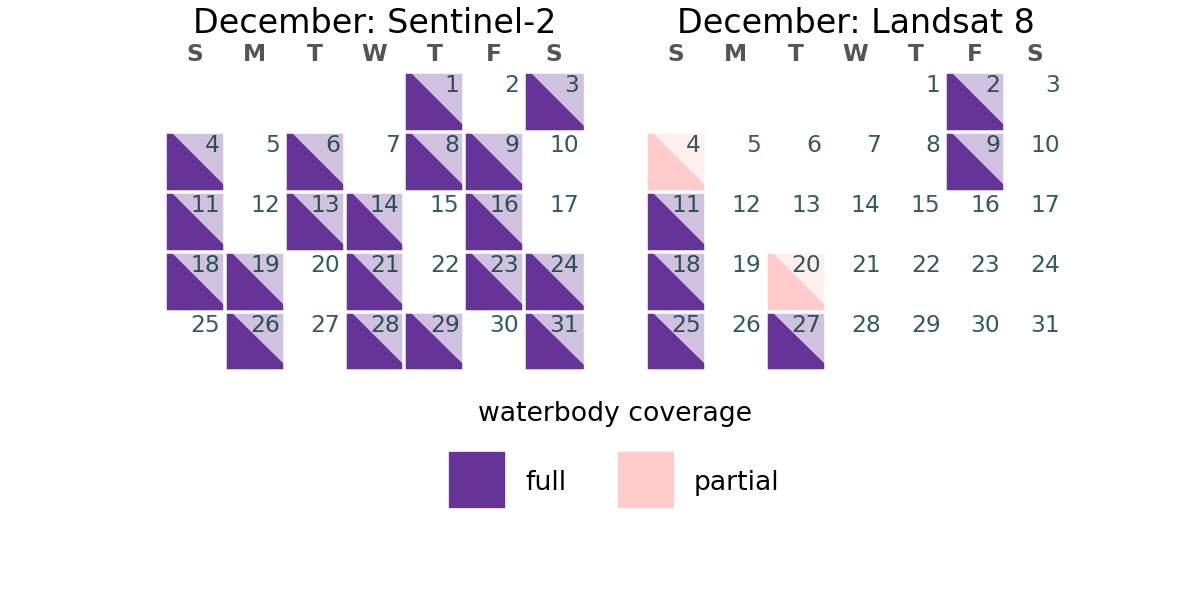 December: Sentinel-2
S M T W T F S
1 2 3
4 5 6 7 8 9 10
11 12 13 14 15 16 17
18 19 20 21 22 23 24
25 26 27 28 29 30 31
December: Landsat 8
S M T W T F S
1 2 3
4 5 6 7 8 9 10
11 12 13 14 15 16 17
18 19 20 21 22 23 24
25 26 27 28 29 30 31
waterbody coverage
full partial